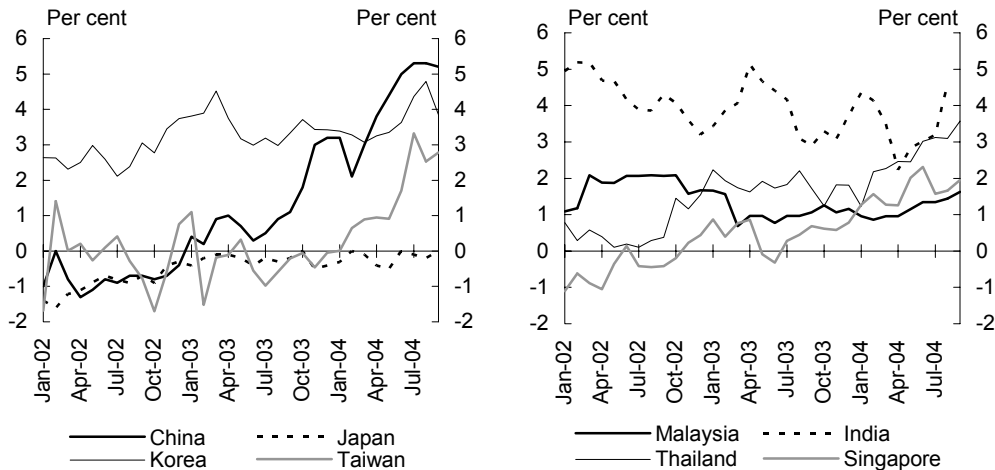 Per cent Per cent
6 6
5 5
4 4
3 3
2 2
1 1
0 0
-1 -1
-2 -2
Jan-02 Apr-02 Jul-02 Oct-02 Jan-03 Apr-03 Jul-03 Oct-03 Jan-04 Apr-04 Jul-04
China Japan
Korea Taiwan
Per cent Per cent
6 6
5 5
4 4
3 3
2 2
1 1
0 0
-1 -1
-2 -2
Jan-02 Apr-02 Jul-02 Oct-02 Jan-03 Apr-03 Jul-03 Oct-03 Jan-04 Apr-04 Jul-04
Malaysia India
Thailand Singapore